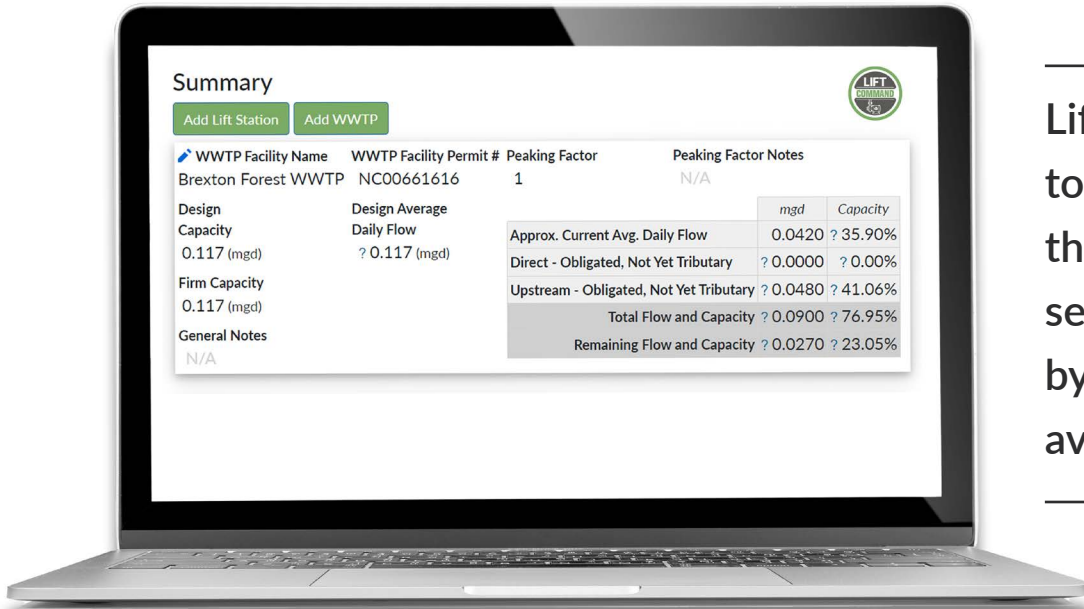 Summary
LIFT
COMMAND
Add Lift Station Add WWTP
WWTP Facility Name WWTP Facility Permit # Peaking Factor Peaking Factor Notes
Brexton Forest WWTP NC00661616 1 N/A
Design Capacity Design Average Daily Flow
0.117 (mgd) ? 0.117 (mgd)
Firm Capacity
0.117 (mgd)
General Notes
N/A
mgd Capacity
Approx. Current Avg. Daily Flow 0.0420 ? 35.90%
Direct - Obligated, Not Yet Tributary ? 0.0000 ? 0.00%
Upstream - Obligated, Not Yet Tributary ? 0.0480 ? 41.06%
Total Flow and Capacity ? 0.0900 ? 76.95%
Remaining Flow and Capacity ? 0.0270 ? 23.05%
to
by